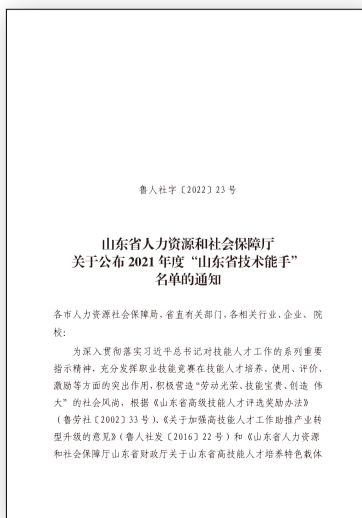 鲁人社字〔2022〕23号
山东省人力资源和社会保障厅
关于公布2021年度“山东省技术能手”
名单的通知
各市人力资源社会保障局,省直有关部门,各相关行业、企业、院
校:
为深入贯彻落实习近平总书记对技能人才工作的系列重要
指示精神,充分发挥职业技能竞赛在技能人才培养、使用、评价、
激励等方面的突出作用,积极营造“劳动光荣、技能宝贵、创造 伟
大”的社会风尚,根据《山东省高级技能人才评选奖励办法》
(鲁劳社〔2002〕33号)、《关于加强高技能人才工作助推产业转
型升级的意见》(鲁人社发〔2016〕22号)和《山东省人力资源
和社会保障厅山东省财政厅关于山东省高技能人才培养特色载体